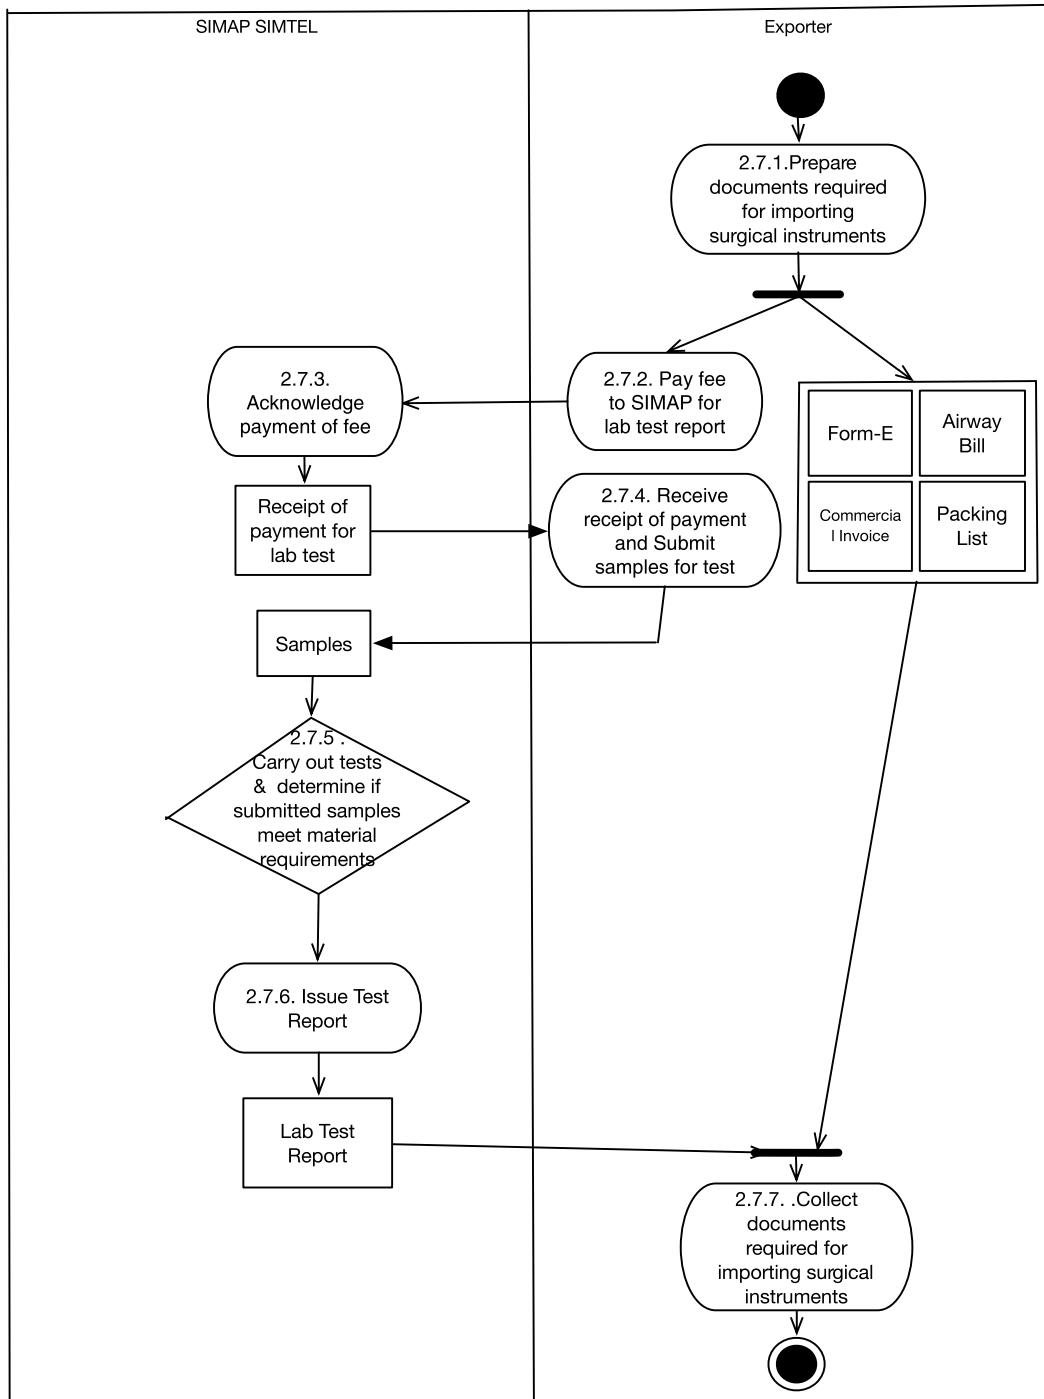 SIMAP SIMTEL
Exporter
2.7.1.Prepare
documents required
for importing
surgical instruments
2.7.3.
Acknowledge
payment of fee
2.7.2. Pay fee
to SIMAP for
lab test report
Form-E
Airway
Bill
Commercia
l Invoice
Packing
List
Receipt of
payment for
lab test
2.7.4. Receive
receipt of payment
and Submit
samples for test
Samples
2.7.5 .
Carry out tests
& determine if
submitted samples
meet material
requirements
2.7.6. Issue Test
Report
Lab Test
Report
2.7.7. .Collect
documents
required for
importing surgical
instruments